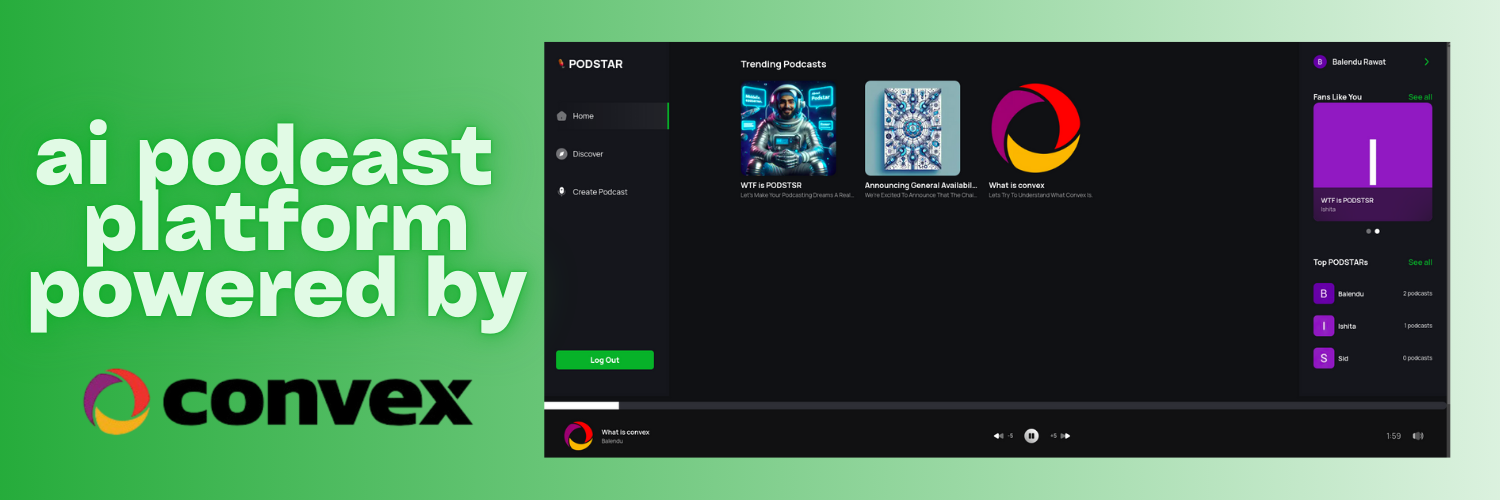 ai podcast
platform
powered by
convex
PODSTAR
Home
Discover
Create Podcast
Log Out
Trending Podcasts
WTF is PODSTSR
Let's Make Your Podcasting Dreams A Real...
Announcing General Availabil...
We're Excited To Announce That The Chai...
What is convex
Lets Try To Understand What Convex Is.
B
Balendu Rawat
Fans Like You
See all
I
WTF is PODSTSR
Ishita
Top PODSTARs
See all
B
Balendu
2 podcasts
I
Ishita
1 podcasts
S
Sid
0 podcasts
What is convex
Balendu
-5
+5
1:59